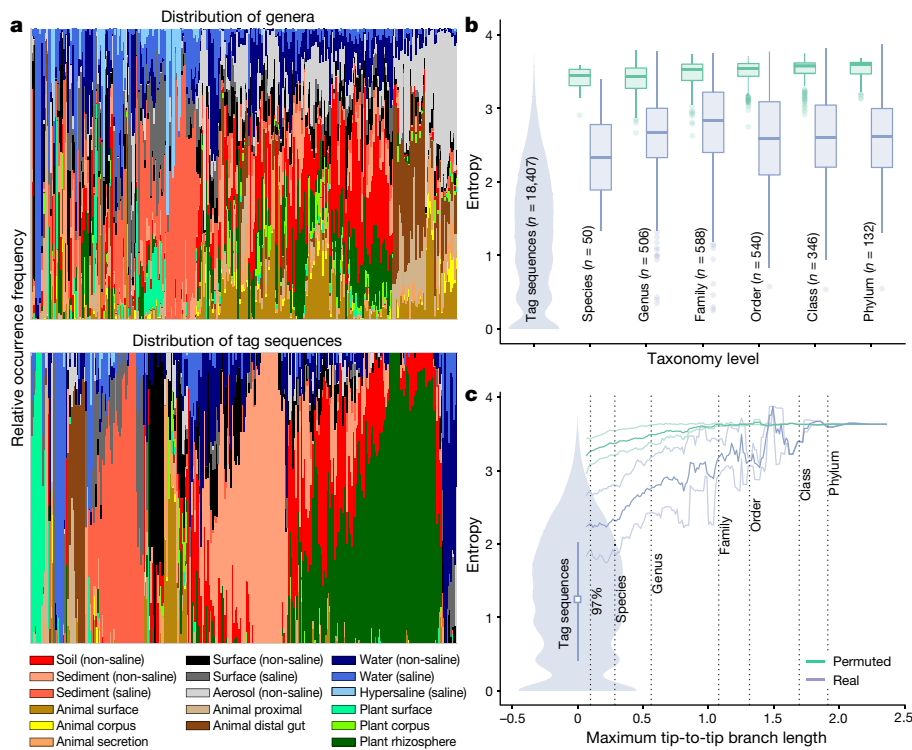 a
Distribution of genera
Relative occurrence frequency
Distribution of tag sequences
Soil (non-saline)
Sediment (non-saline)
Sediment (saline)
Animal surface
Animal corpus
Animal secretion
Surface (non-saline)
Surface (saline)
Aerosol (non-saline)
Animal proximal
Animal distal gut
Water (non-saline)
Water (saline)
Hypersaline (saline)
Plant surface
Plant corpus
Plant rhizosphere
b
4
3
2
1
0
Entropy
Tag sequences (n = 18,407)
Species (n = 50)
Genus (n = 506)
Family (n = 588)
Order (n = 540)
Class (n = 346)
Phylum (n = 132)
Taxonomy level
c
4
3
2
1
0
Entropy
Tag sequences
97%
Species
Genus
Family
Order
Class
Phylum
Permuted
Real
–0.5
0
0.5
1.0
1.5
2.0
2.5
Maximum tip-to-tip branch length